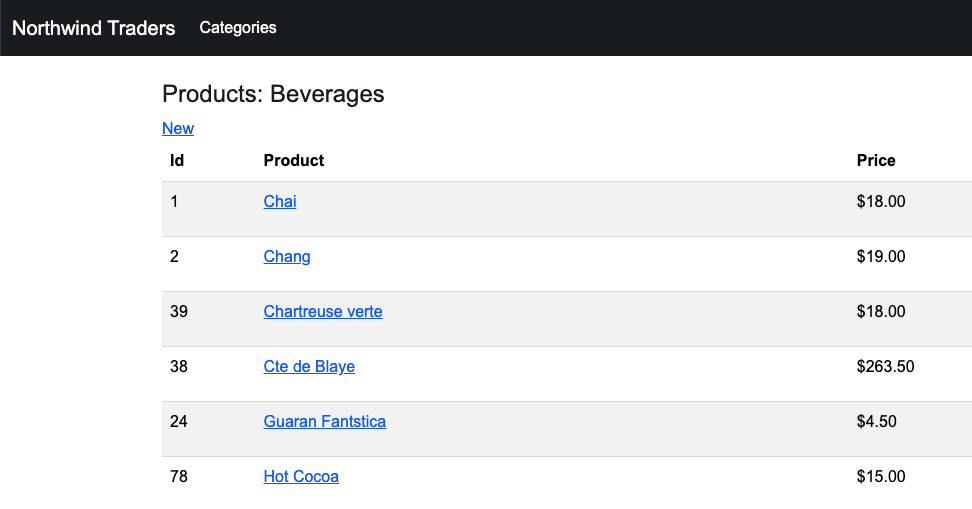 Northwind Traders Categories
Products: Beverages
New
Id Product Price
1 Chai $18.00
2 Chang $19.00
39 Chartreuse verte $18.00
38 Cte de Blaye $263.50
24 Guaran Fantstica $4.50
78 Hot Cocoa $15.00